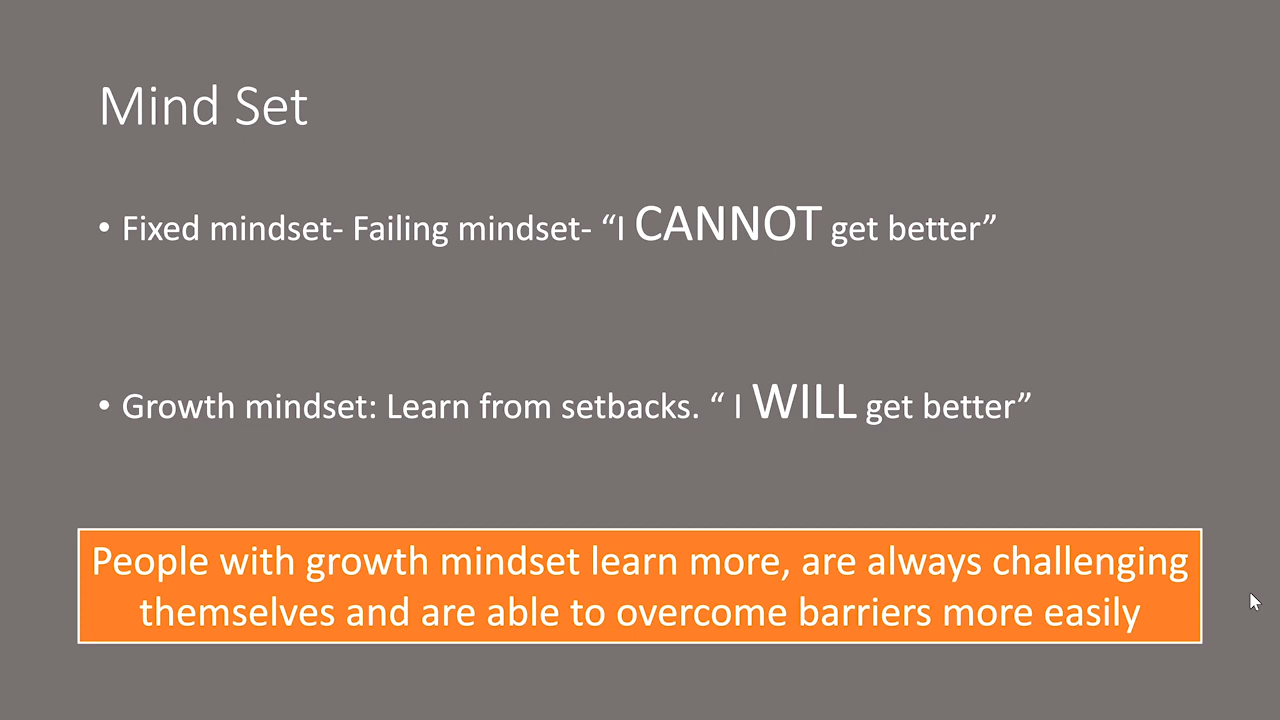 Mind Set
• Fixed mindset- Failing mindset- “I CANNOT get better”
• Growth mindset: Learn from setbacks. “ I WILL get better”
People with growth mindset learn more, are always challenging
themselves and are able to overcome barriers more easily